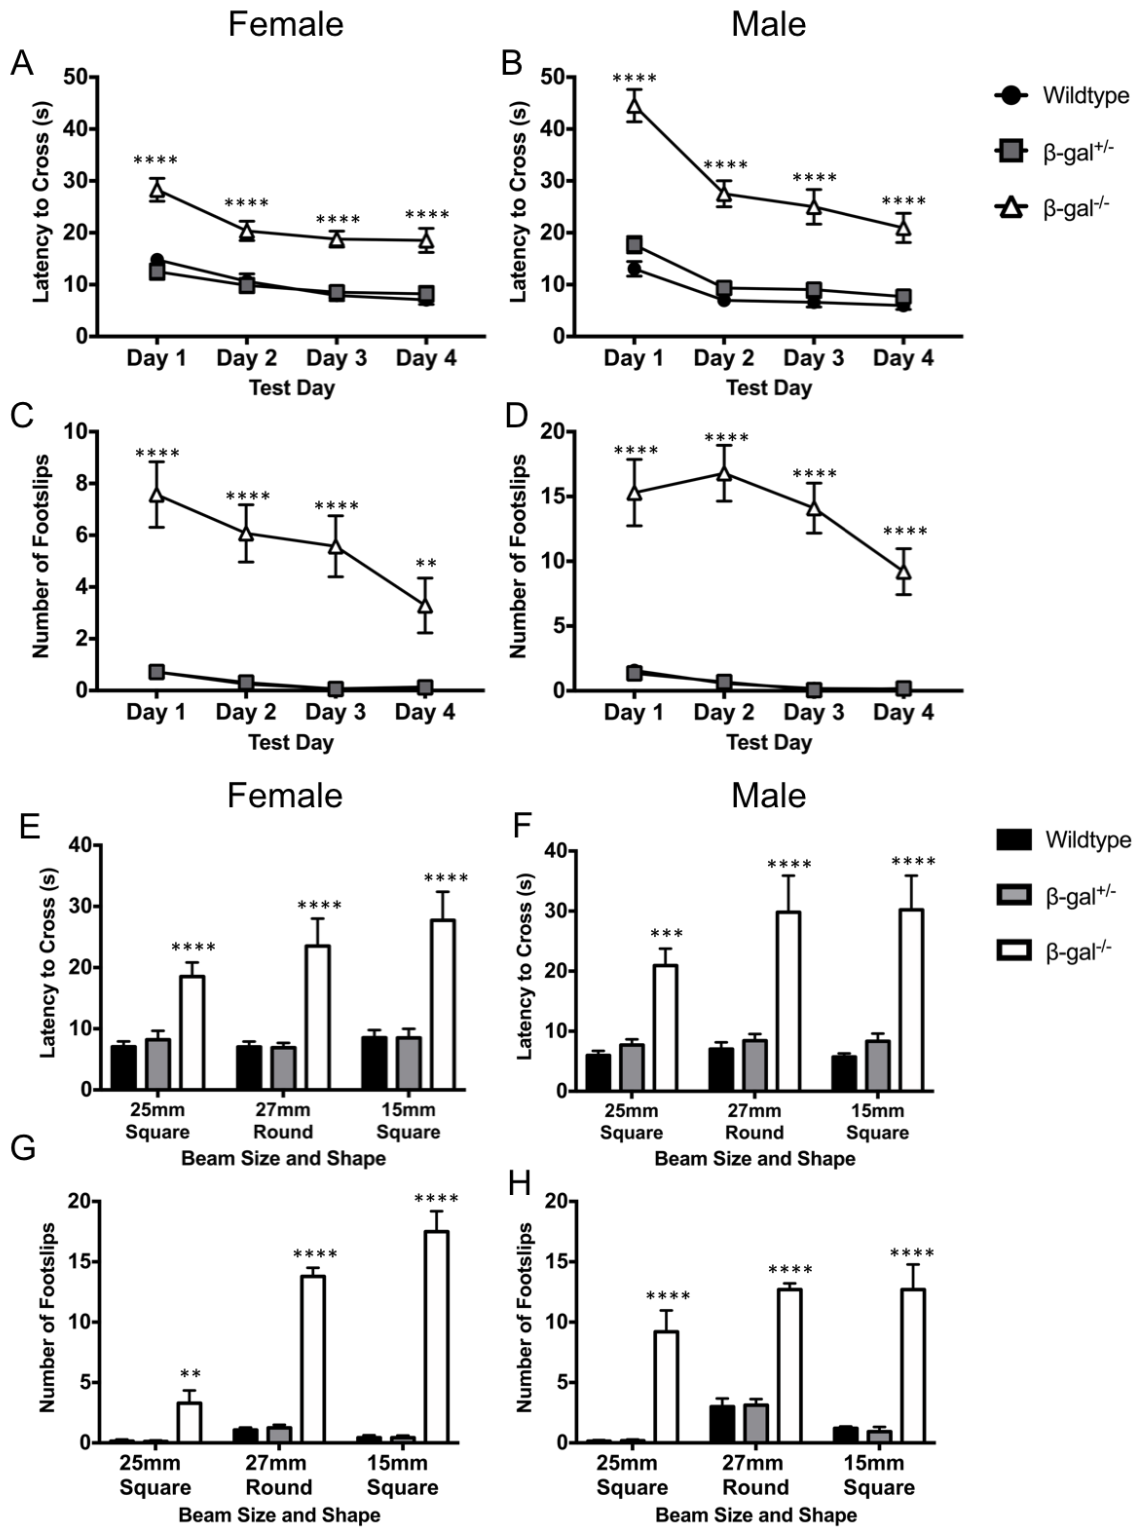 Female
Male
A
B
50
40
30
20
10
0
Latency to Cross (s)
****
****
****
****
Day 1
Day 2
Day 3
Day 4
Test Day
50
40
30
20
10
0
Latency to Cross (s)
****
****
****
****
Day 1
Day 2
Day 3
Day 4
Test Day
Wildtype
β-gal+/-
β-gal-/-
C
D
10
8
6
4
2
0
Number of Footslips
****
****
****
**
Day 1
Day 2
Day 3
Day 4
Test Day
20
15
10
5
0
Number of Footslips
****
****
****
****
Day 1
Day 2
Day 3
Day 4
Test Day
Female
Male
E
F
40
30
20
10
0
Latency to Cross (s)
****
****
****
25mm
Square
27mm
Round
15mm
Square
Beam Size and Shape
40
30
20
10
0
Latency to Cross (s)
***
****
****
25mm
Square
27mm
Round
15mm
Square
Beam Size and Shape
Wildtype
β-gal+/-
β-gal-/-
G
H
20
15
10
5
0
Number of Footslips
**
****
****
25mm
Square
27mm
Round
15mm
Square
Beam Size and Shape
20
15
10
5
0
Number of Footslips
****
****
****
25mm
Square
27mm
Round
15mm
Square
Beam Size and Shape